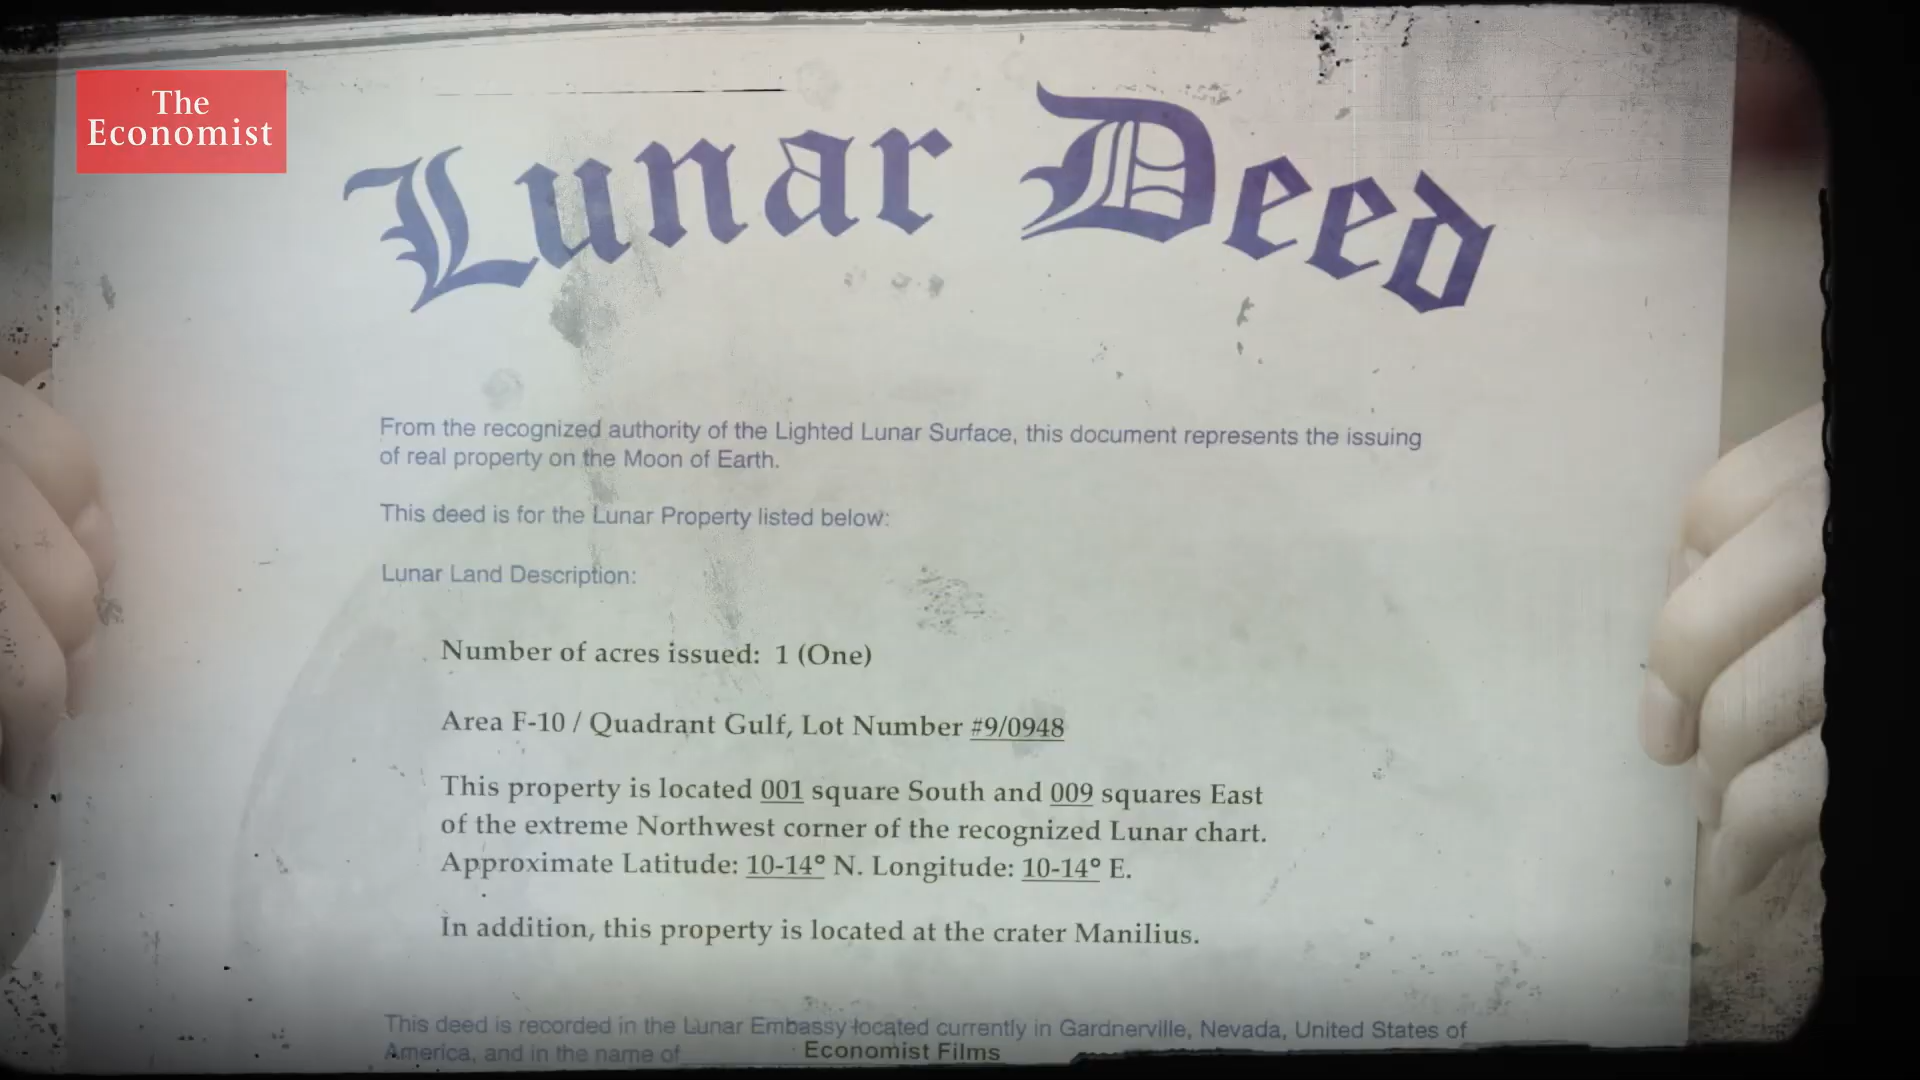 The
Economist
Lunar Deed
From the recognized authority of the Lighted Lunar Surface, this document represents the issuing
of real property on the Moon of Earth.
This deed is for the Lunar Property listed below:
Lunar Land Description:
Number of acres issued: 1 (One)
Area F-10 / Quadrant Gulf, Lot Number #9/0948
This property is located 001 square South and 009 squares East
of the extreme Northwest corner of the recognized Lunar chart.
Approximate Latitude: 10-14° N. Longitude: 10-14° E.
In addition, this property is located at the crater Manilius.
This deed is recorded in the Lunar Embassy located currently in Gardnerville, Nevada, United States of
America, and in the name of Economist Films